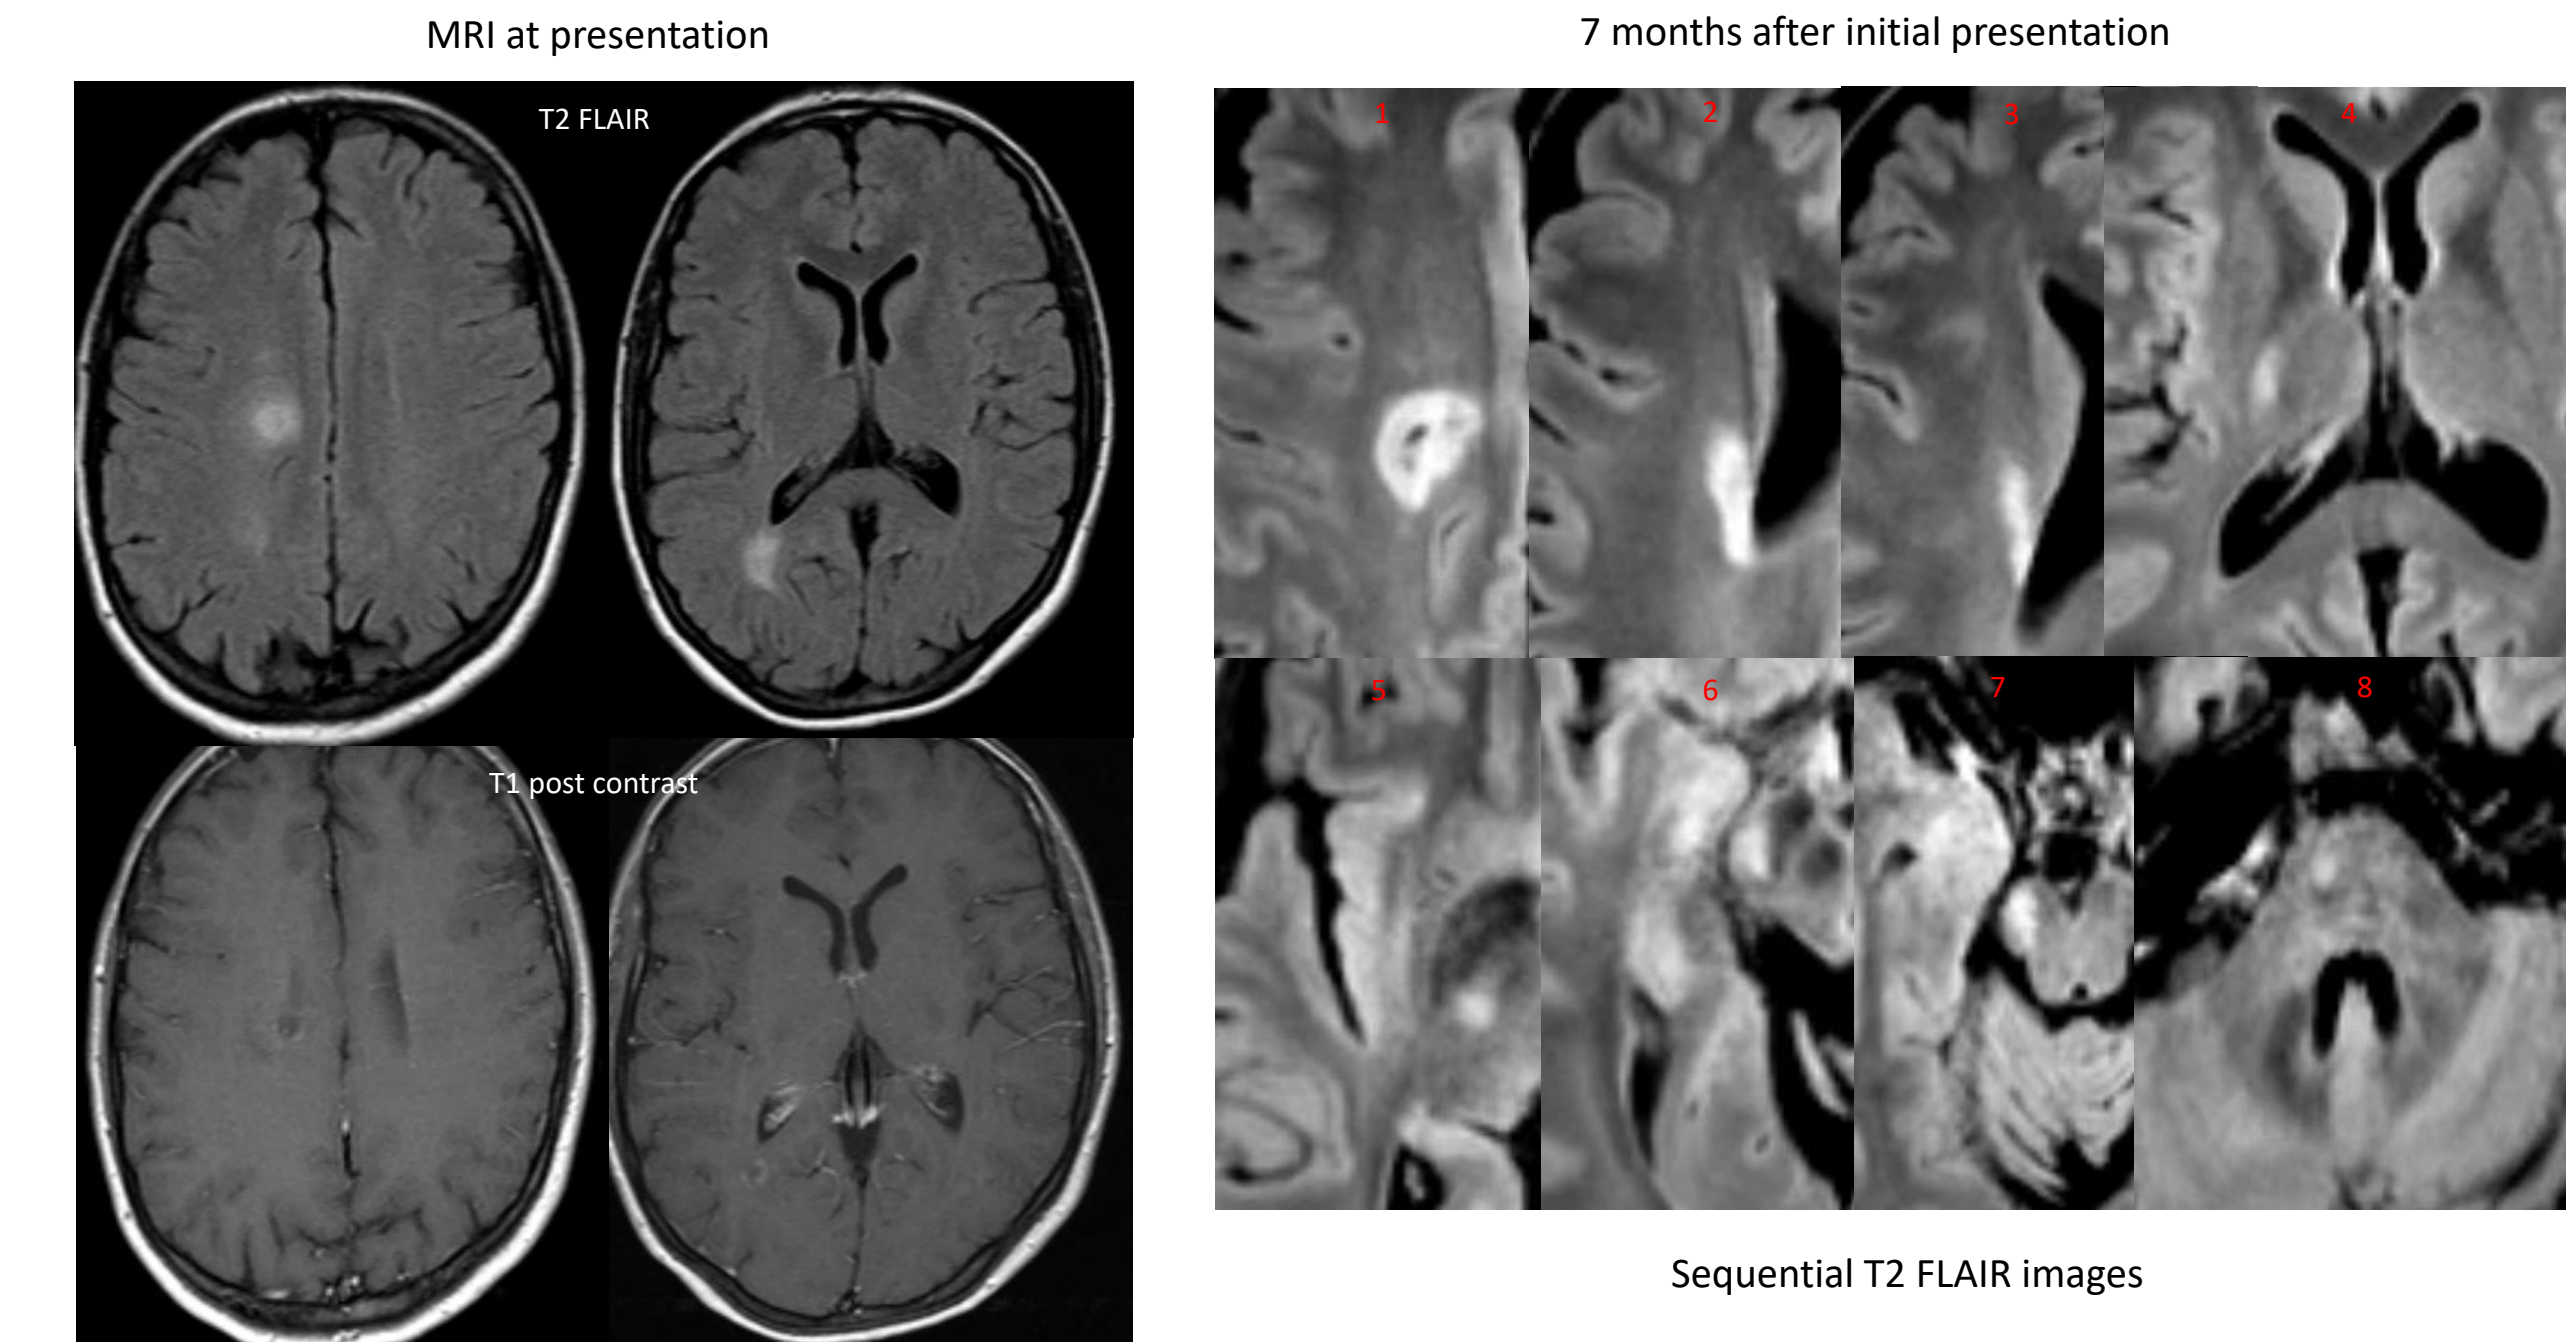 MRI at presentation
7 months after initial presentation
T2 FLAIR
1
2
3
4
T1 post contrast
5
6
7
8
Sequential T2 FLAIR images